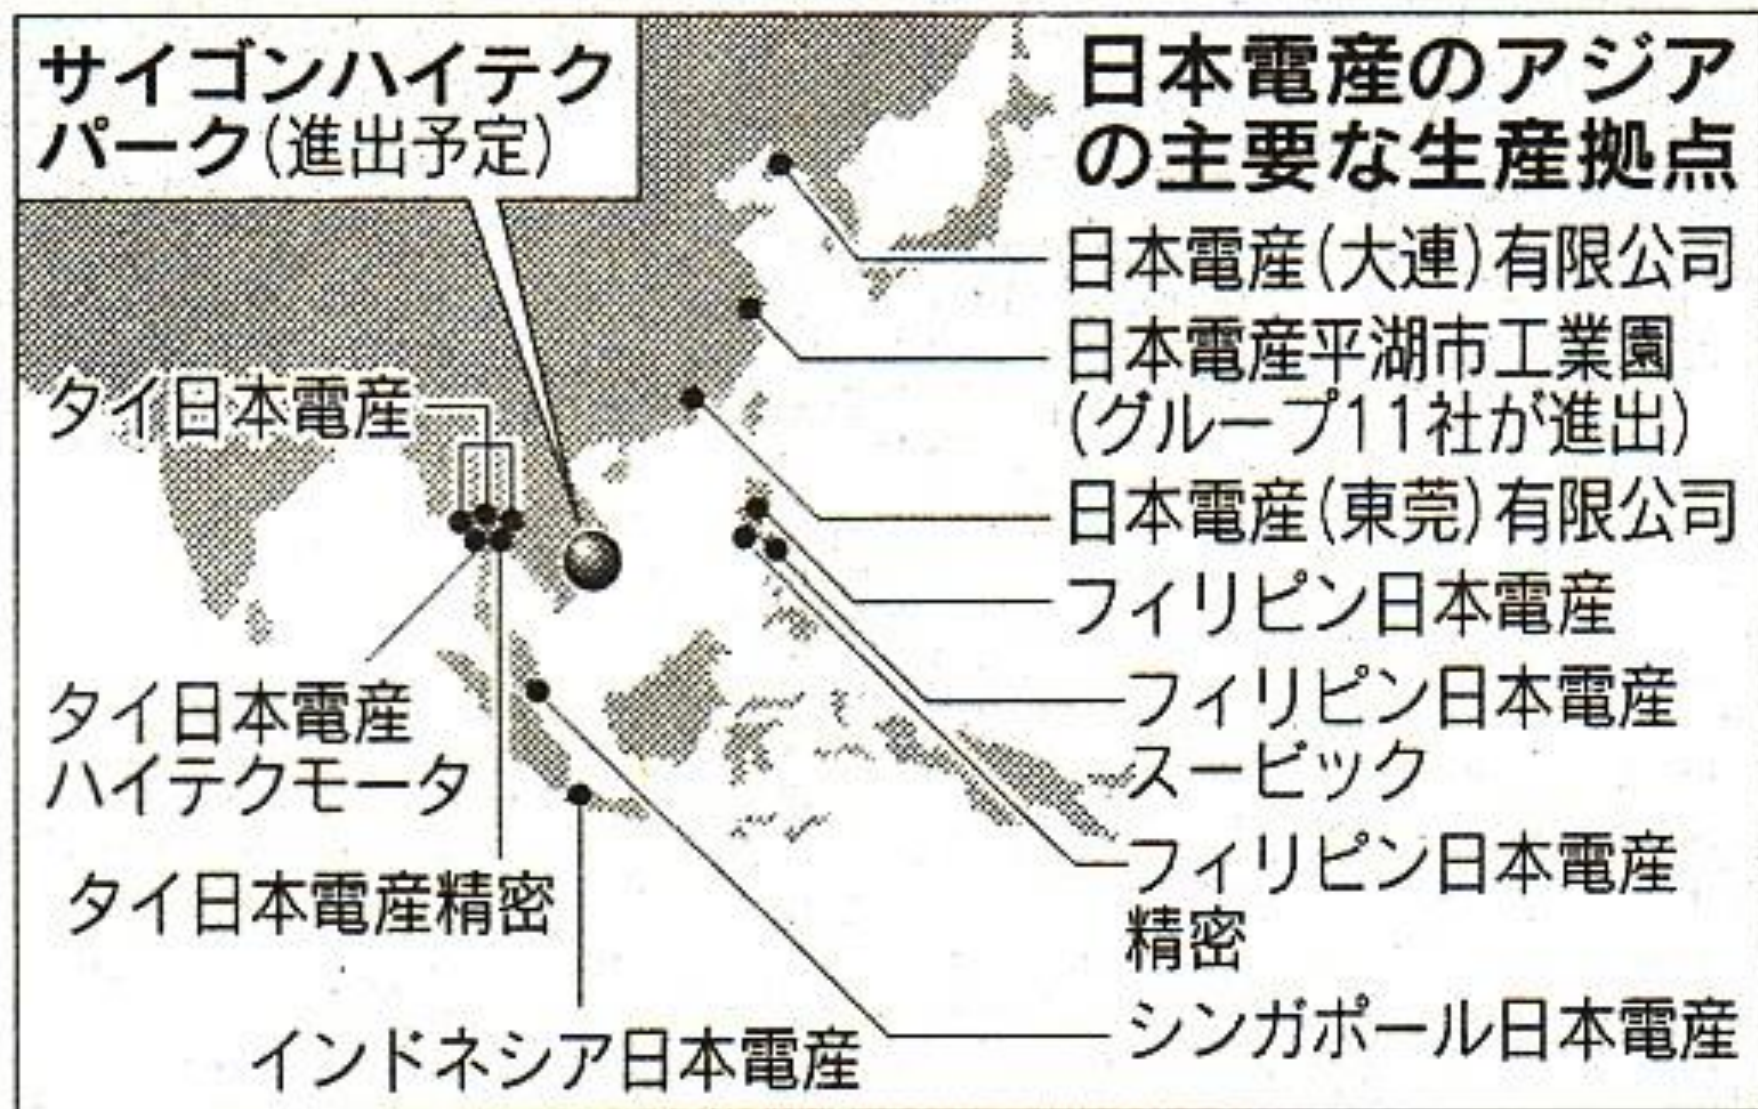 日本電産のアジア
の主要な生産拠点
サイゴンハイテク
パーク(進出予定)
日本電産(大連)有限公司
日本電産平湖市工業園
(グループ11社が進出)
日本電産(東莞)有限公司
フィリピン日本電産
フィリピン日本電産
スービック
フィリピン日本電産
精密
シンガポール日本電産
タイ日本電産
タイ日本電産
ハイテクモータ
タイ日本電産精密
インドネシア日本電産